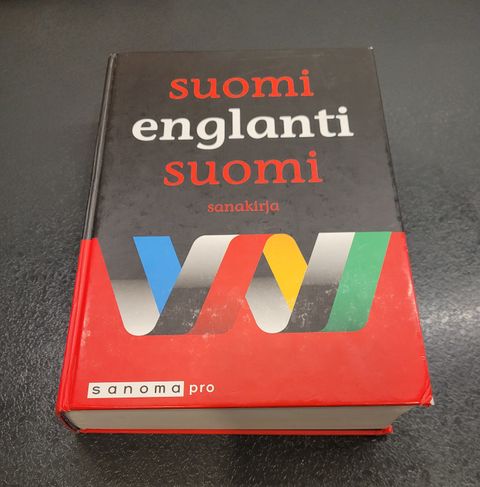 suomi
englanti
suomi
sanakirja
sanoma pro